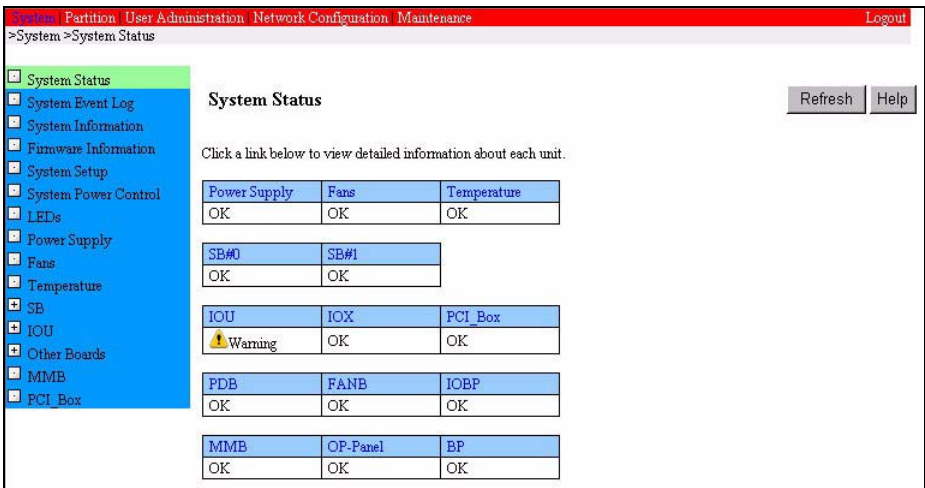 System | Partition | User Administration | Network Configuration | Maintenance Logout
>System >System Status
System Status
System Event Log
System Information
Firmware Information
System Setup
System Power Control
LEDs
Power Supply
Fans
Temperature
SB
IOU
Other Boards
MMB
PCI_Box
System Status
Refresh Help
Click a link below to view detailed information about each unit.
Power Supply Fans Temperature
OK OK OK
SB#0 SB#1
OK OK
IOU IOX PCI_Box
Warning OK OK
PDB FANB IOBP
OK OK OK
MMB OP-Panel BP
OK OK OK